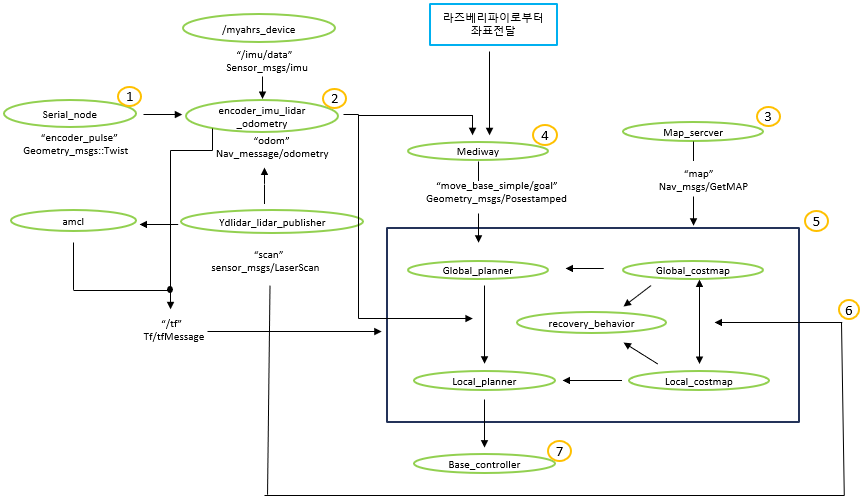 /myahrs_device
라즈베리파이로부터
좌표전달
“/imu/data”
Sensor_msgs/imu
1
2
Serial_node
encoder_imu_lidar
_odometry
3
Map_sercver
“encoder_pulse”
Geometry_msgs::Twist
“odom”
Nav_message/odometry
4
Mediway
“map”
Nav_msgs/GetMAP
“move_base_simple/goal”
Geometry_msgs/Posestamped
amcl
Ydlidar_lidar_publisher
5
“scan”
sensor_msgs/LaserScan
Global_planner
Global_costmap
“/tf”
Tf/tfMessage
recovery_behavior
6
Local_planner
Local_costmap
7
Base_controller